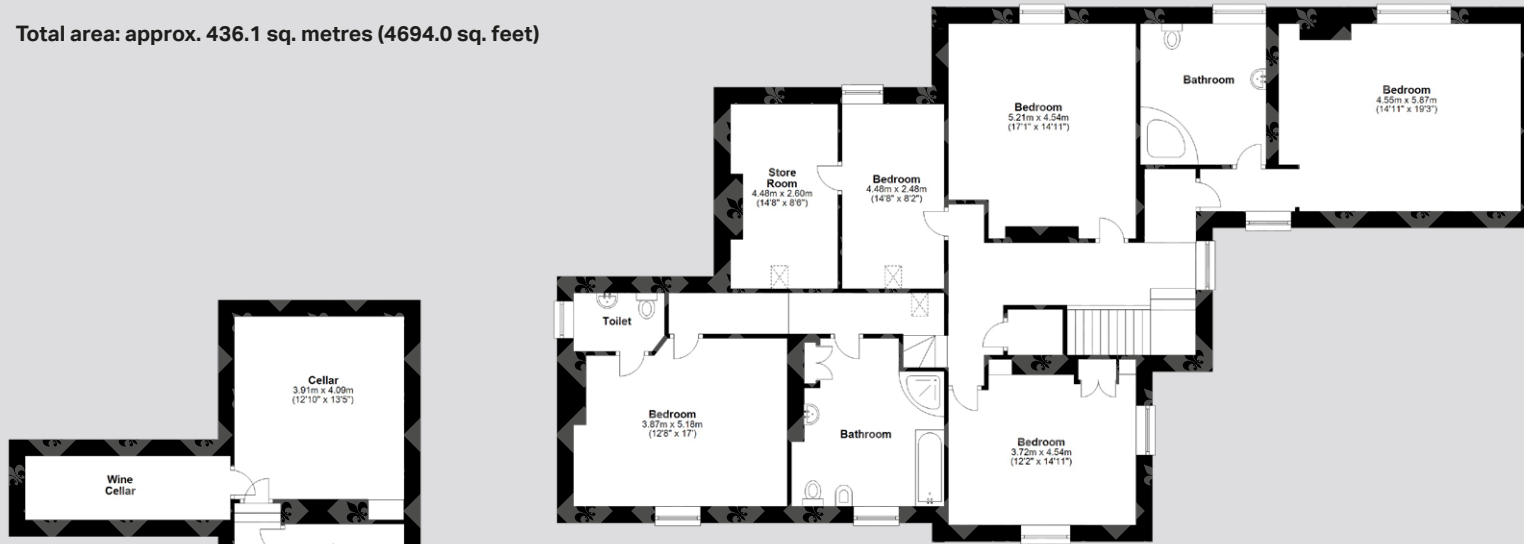 Total area: approx. 436.1 sq. metres (4694.0 sq. feet)
Bedroom
5.21m x 4.54m
(17'1" x 14'11")
Bathroom
Bedroom
4.55m x 5.87m
(14'11" x 19'3")
Store
Room
4.48m x 2.60m
(14'8" x 8'6")
Bedroom
4.48m x 2.48m
(14'8" x 8'2")
Toilet
Cellar
3.91m x 4.09m
(12'10" x 13'5")
Bedroom
3.87m x 5.18m
(12'8" x 17')
Bathroom
Bedroom
3.72m x 4.54m
(12'2" x 14'11")
Wine
Cellar